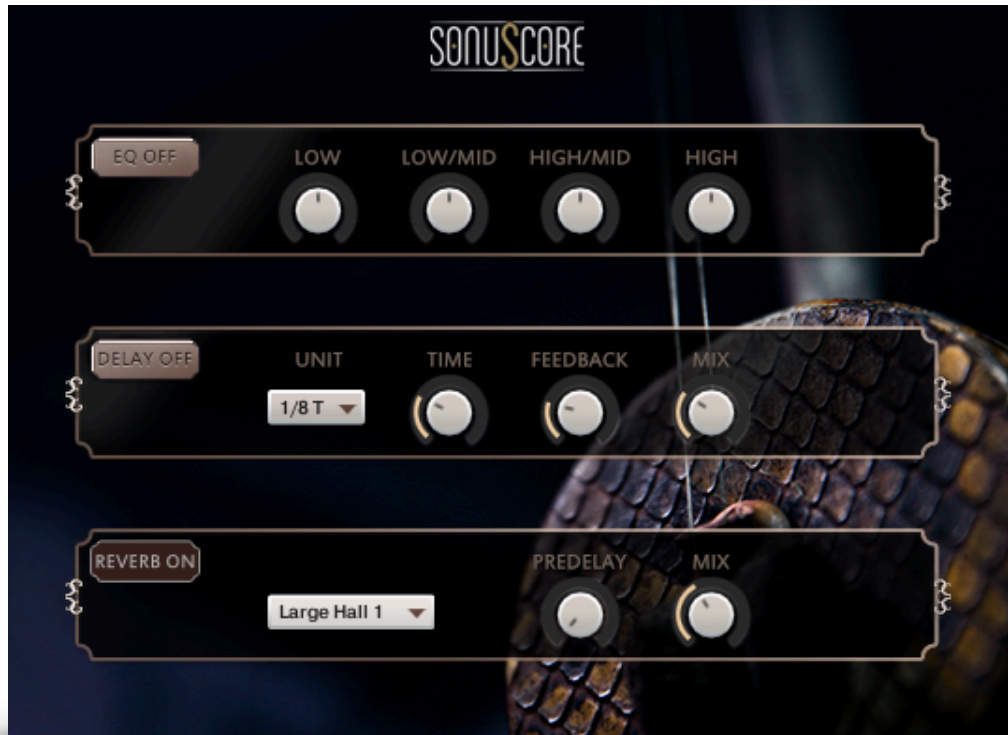 SONUSCORE
EQ OFF
LOW LOW/MID HIGH/MID HIGH
DELAY OFF
UNIT TIME FEEDBACK MIX
1/8 T
REVERB ON
PREDELAY MIX
Large Hall 1